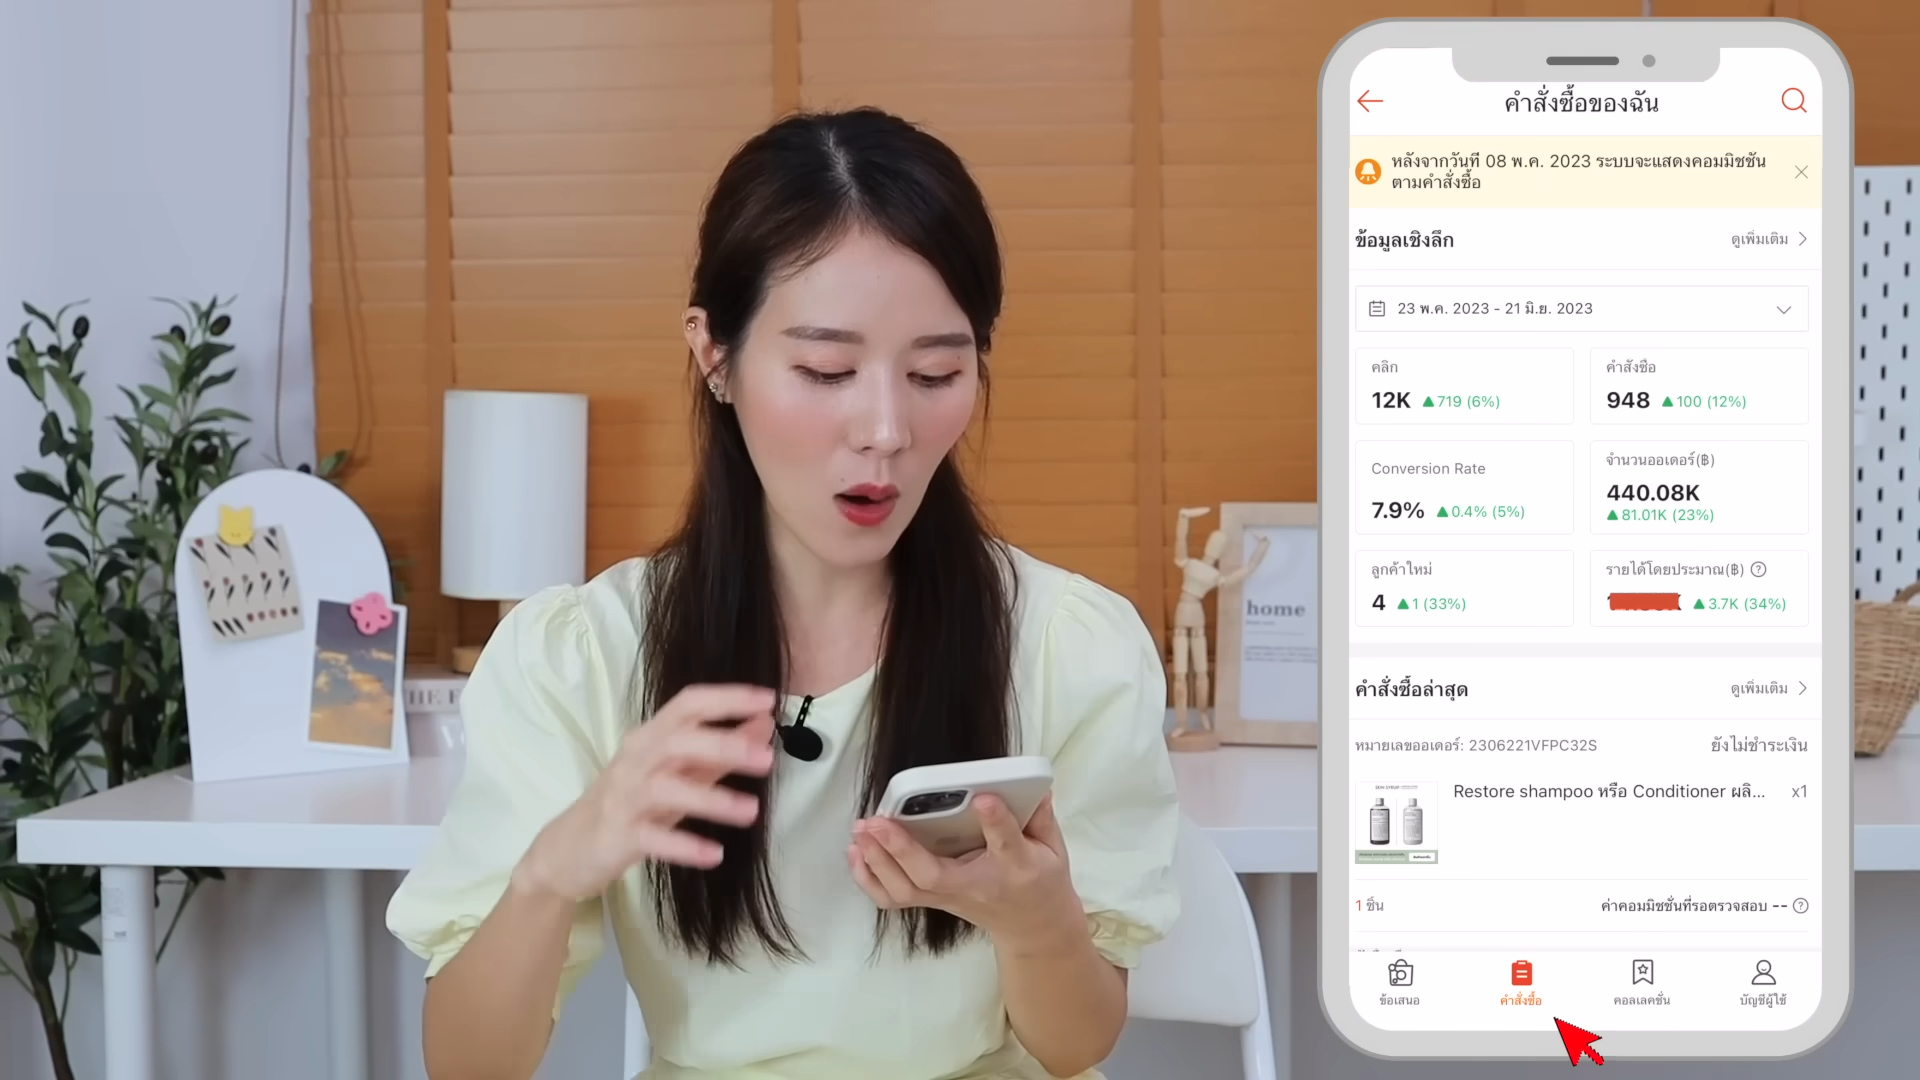 คำสั่งซื้อของฉัน
หลังจากวันที่ 08 พ.ค. 2023 ระบบจะแสดงคอมมิชชัน
ตามคำสั่งซื้อ
ข้อมูลเชิงลึก
ดูเพิ่มเติม
23 พ.ค. 2023 - 21 มิ.ย. 2023
คลิก
12K ▲719 (6%)
คำสั่งซื้อ
948 ▲100 (12%)
Conversion Rate
7.9% ▲0.4% (5%)
จำนวนออเดอร์(฿)
440.08K
▲81.01K (23%)
ลูกค้าใหม่
4 ▲1 (33%)
รายได้โดยประมาณ(฿)
▲3.7K (34%)
คำสั่งซื้อล่าสุด
ดูเพิ่มเติม
หมายเลขออเดอร์: 2306221VFPC32S
ยังไม่ชำระเงิน
Restore shampoo หรือ Conditioner ผลิ... x1
1 ชิ้น
ค่าคอมมิชชั่นที่รอตรวจสอบ --
ข้อเสนอ
คำสั่งซื้อ
คอลเลคชั่น
บัญชีผู้ใช้
home
THE